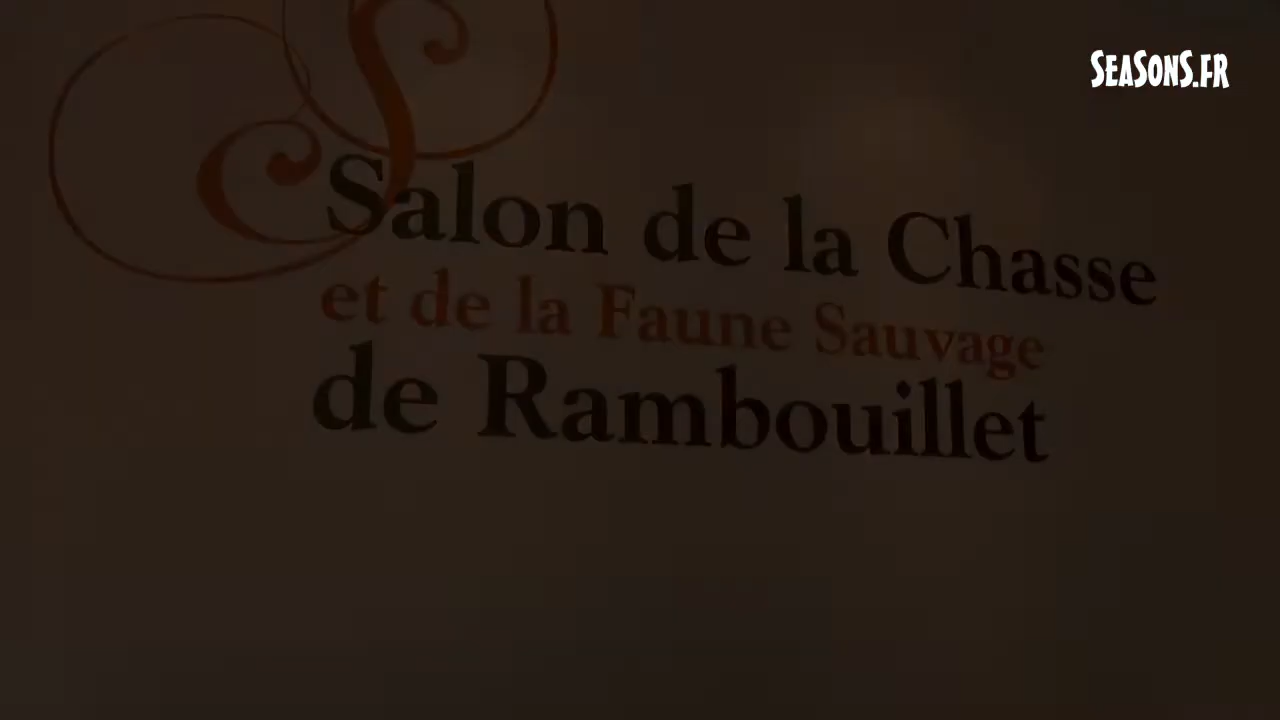 SEASONS.FR
Salon de la Chasse
et de la Faune Sauvage
de Rambouillet